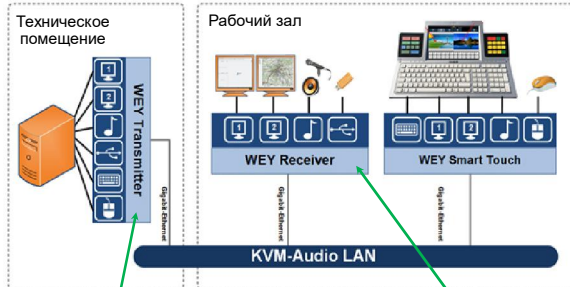 Техническое
помещение
Рабочий зал
1
2
WEY Transmitter
Gigabit-Ethernet
1
2
WEY Receiver
Gigabit-Ethernet
1
2
WEY Smart Touch
Gigabit-Ethernet
KVM-Audio LAN